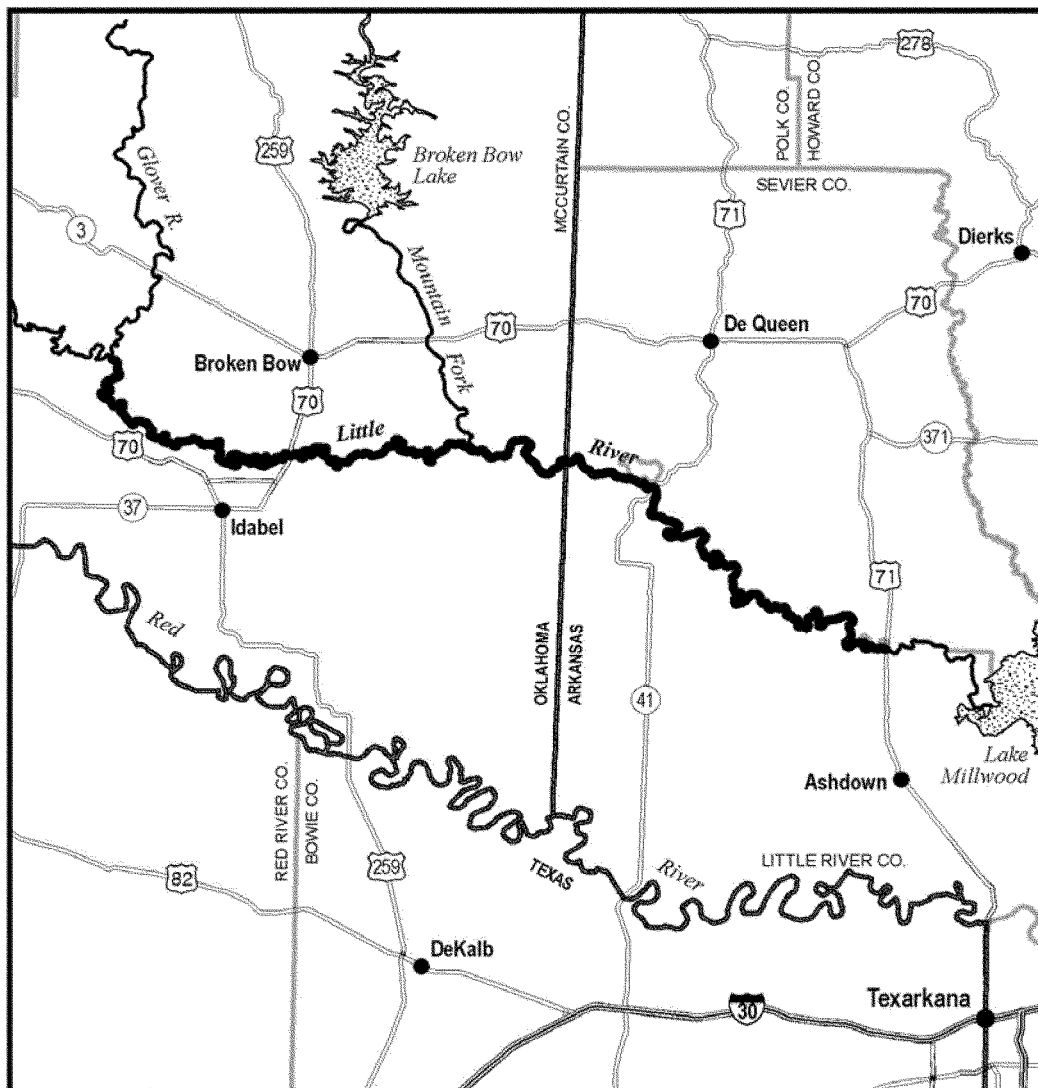 278
POLK CO.
HOWARD CO.
259
Glover R.
Broken Bow
Lake
MCCURTAIN CO.
SEVIER CO.
71
3
Dierks
Mountain
Fork
70
70
De Queen
Broken Bow
70
Little
River
70
371
37
Idabel
71
Red
OKLAHOMA
ARKANSAS
41
Lake
Millwood
Ashdown
RED RIVER CO.
BOWIE CO.
259
82
TEXAS
River
LITTLE RIVER CO.
DeKalb
Texarkana
30